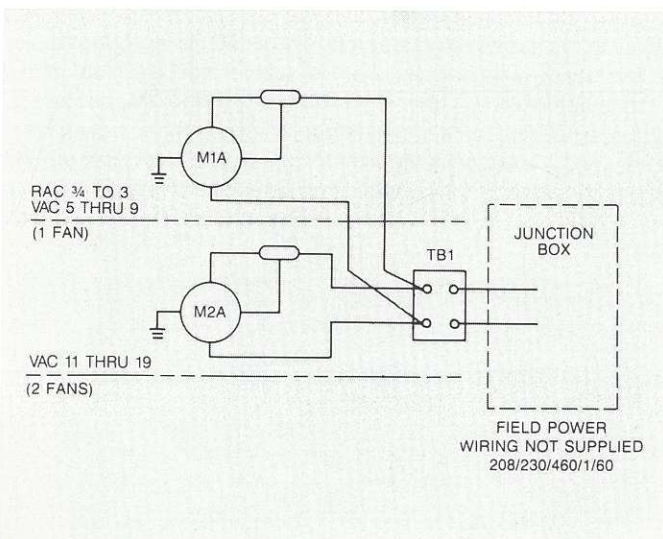 M1A
RAC ¾ TO 3
VAC 5 THRU 9
(1 FAN)
JUNCTION
BOX
TB1
M2A
VAC 11 THRU 19
(2 FANS)
FIELD POWER
WIRING NOT SUPPLIED
208/230/460/1/60